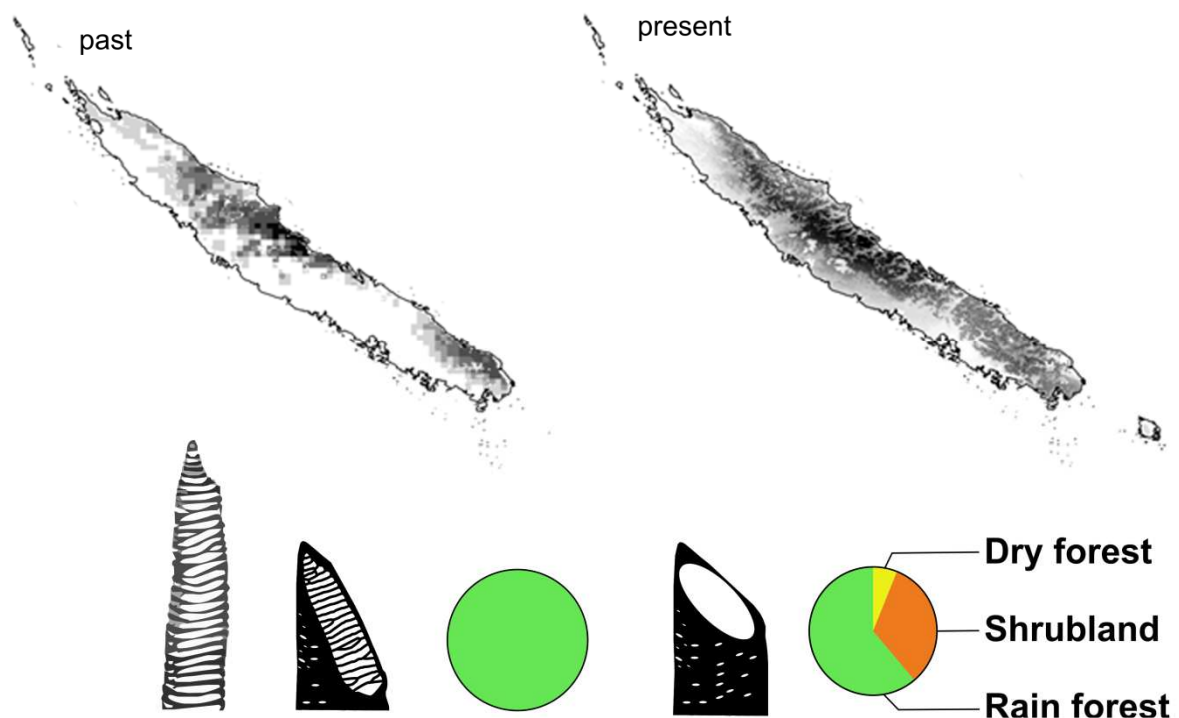 past
present
Dry forest
Shrubland
Rain forest